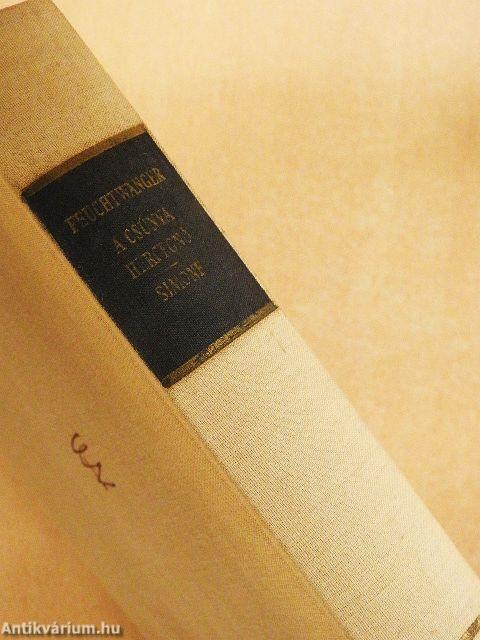 FEUCHTWANGER
A CSÚNYA
HERCEGNŐ
SIMONE
Antikvárium.hu